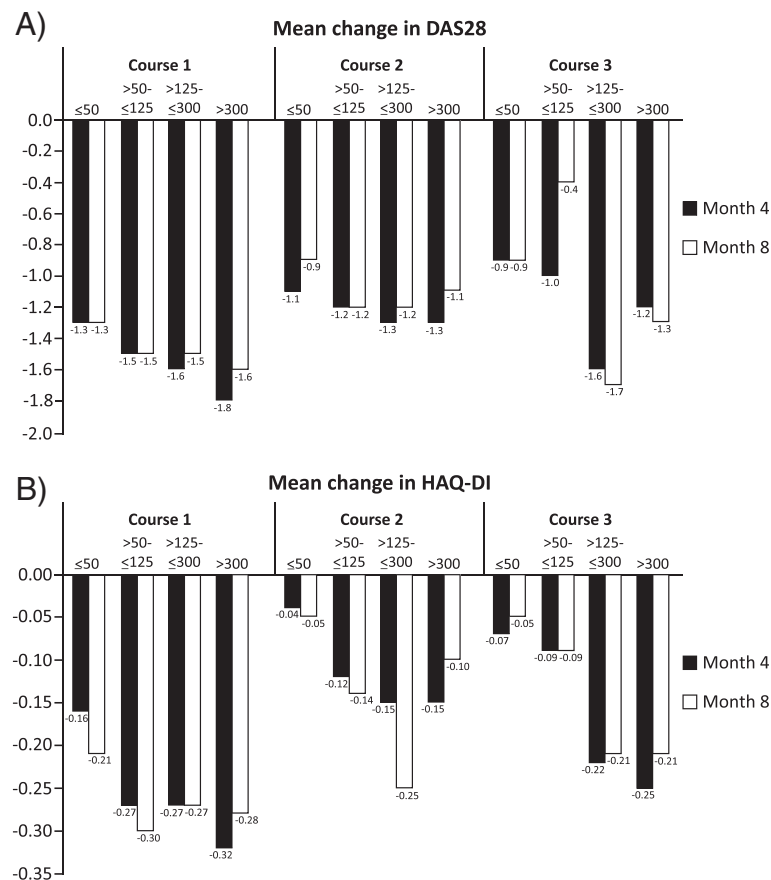 A)
Mean change in DAS28
Course 1 Course 2 Course 3
≤50 >50-≤125 >125-≤300 >300 ≤50 >50-≤125 >125-≤300 >300 ≤50 >50-≤125 >125-≤300 >300
0.0
-0.2
-0.4
-0.6
-0.8
-1.0
-1.2
-1.4
-1.6
-1.8
-2.0
-1.3 -1.3 -1.5 -1.5 -1.6 -1.5 -1.8 -1.6
-1.1 -0.9 -1.2 -1.2 -1.3 -1.2 -1.3 -1.1
-0.9 -0.9 -1.0 -0.4 -1.6 -1.7 -1.2 -1.3
Month 4
Month 8
B)
Mean change in HAQ-DI
Course 1 Course 2 Course 3
≤50 >50-≤125 >125-≤300 >300 ≤50 >50-≤125 >125-≤300 >300 ≤50 >50-≤125 >125-≤300 >300
0.00
-0.05
-0.10
-0.15
-0.20
-0.25
-0.30
-0.35
-0.16 -0.21 -0.27 -0.30 -0.27 -0.27 -0.32 -0.28
-0.04 -0.05 -0.12 -0.14 -0.15 -0.25 -0.15 -0.10
-0.07 -0.05 -0.09 -0.09 -0.22 -0.21 -0.25 -0.21
Month 4
Month 8